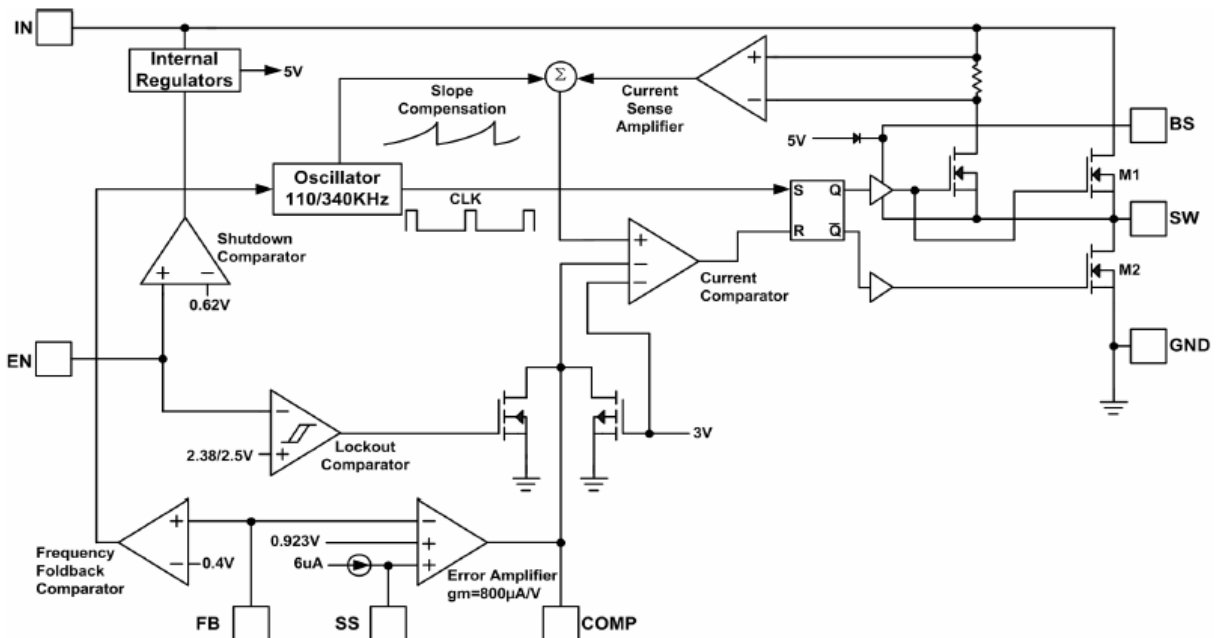 IN
Internal
Regulators
5V
Slope
Compensation
Σ
Current
Sense
Amplifier
+
−
5V
BS
Oscillator
110/340KHz
CLK
S
Q
R
Q̅
M1
SW
Shutdown
Comparator
+
−
0.62V
+
−
−
Current
Comparator
M2
EN
GND
−
+
2.38/2.5V
Lockout
Comparator
3V
Frequency
Foldback
Comparator
+
−
0.4V
0.923V
6uA
−
+
+
Error Amplifier
gm=800µA/V
FB
SS
COMP